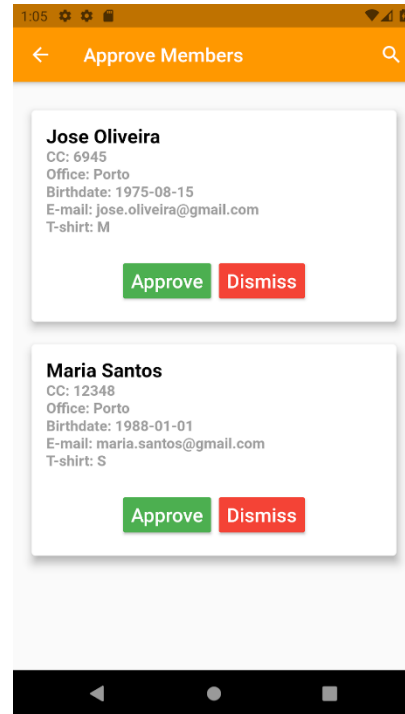 1:05
Approve Members
Jose Oliveira
CC: 6945
Office: Porto
Birthdate: 1975-08-15
E-mail: jose.oliveira@gmail.com
T-shirt: M
Approve Dismiss
Maria Santos
CC: 12348
Office: Porto
Birthdate: 1988-01-01
E-mail: maria.santos@gmail.com
T-shirt: S
Approve Dismiss